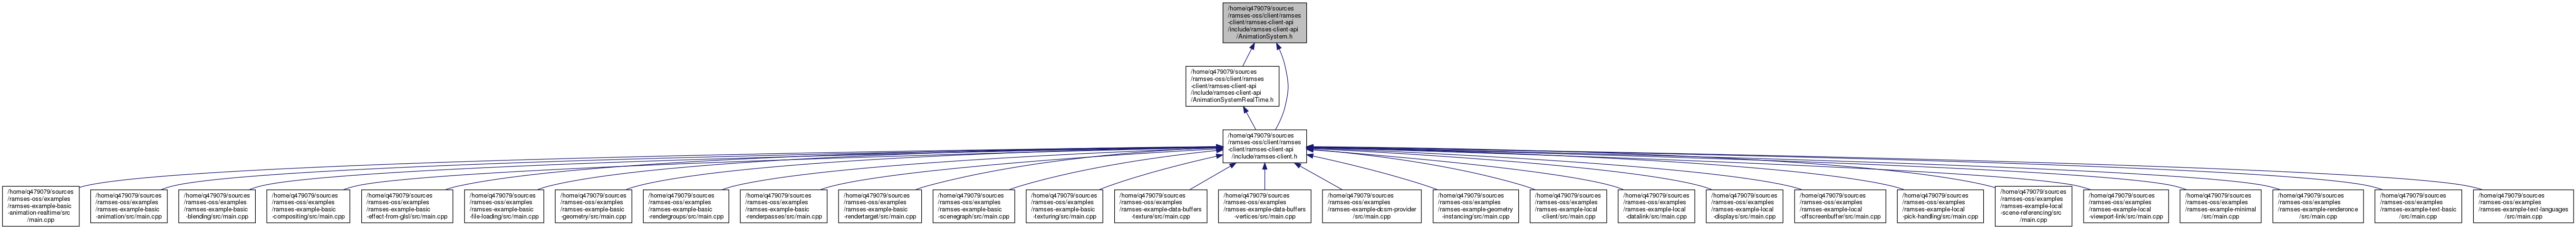 /home/q479079/sources
/ramses-oss/client/ramses
-client/ramses-client-api
/include/ramses-client-api
/AnimationSystem.h
/home/q479079/sources
/ramses-oss/client/ramses
-client/ramses-client-api
/include/ramses-client-api
/AnimationSystemRealTime.h
/home/q479079/sources
/ramses-oss/client/ramses
-client/ramses-client-api
/include/ramses-client.h
/home/q479079/sources
/ramses-oss/examples
/ramses-example-basic
-animation-realtime/src
/main.cpp
/home/q479079/sources
/ramses-oss/examples
/ramses-example-basic
-animation/src/main.cpp
/home/q479079/sources
/ramses-oss/examples
/ramses-example-basic
-blending/src/main.cpp
/home/q479079/sources
/ramses-oss/examples
/ramses-example-basic
-compositing/src/main.cpp
/home/q479079/sources
/ramses-oss/examples
/ramses-example-basic
-effect-from-glsl/src/main.cpp
/home/q479079/sources
/ramses-oss/examples
/ramses-example-basic
-file-loading/src/main.cpp
/home/q479079/sources
/ramses-oss/examples
/ramses-example-basic
-geometry/src/main.cpp
/home/q479079/sources
/ramses-oss/examples
/ramses-example-basic
-rendergroups/src/main.cpp
/home/q479079/sources
/ramses-oss/examples
/ramses-example-basic
-renderpasses/src/main.cpp
/home/q479079/sources
/ramses-oss/examples
/ramses-example-basic
-rendertarget/src/main.cpp
/home/q479079/sources
/ramses-oss/examples
/ramses-example-basic
-scenegraph/src/main.cpp
/home/q479079/sources
/ramses-oss/examples
/ramses-example-basic
-texturing/src/main.cpp
/home/q479079/sources
/ramses-oss/examples
/ramses-example-data-buffers
-texture/src/main.cpp
/home/q479079/sources
/ramses-oss/examples
/ramses-example-data-buffers
-vertices/src/main.cpp
/home/q479079/sources
/ramses-oss/examples
/ramses-example-dcsm-provider
/src/main.cpp
/home/q479079/sources
/ramses-oss/examples
/ramses-example-geometry
-instancing/src/main.cpp
/home/q479079/sources
/ramses-oss/examples
/ramses-example-local
-client/src/main.cpp
/home/q479079/sources
/ramses-oss/examples
/ramses-example-local
-datalink/src/main.cpp
/home/q479079/sources
/ramses-oss/examples
/ramses-example-local
-displays/src/main.cpp
/home/q479079/sources
/ramses-oss/examples
/ramses-example-local
-offscreenbuffer/src/main.cpp
/home/q479079/sources
/ramses-oss/examples
/ramses-example-local
-pick-handling/src/main.cpp
/home/q479079/sources
/ramses-oss/examples
/ramses-example-local
-scene-referencing/src
/main.cpp
/home/q479079/sources
/ramses-oss/examples
/ramses-example-local
-viewport-link/src/main.cpp
/home/q479079/sources
/ramses-oss/examples
/ramses-example-minimal
/src/main.cpp
/home/q479079/sources
/ramses-oss/examples
/ramses-example-renderonce
/src/main.cpp
/home/q479079/sources
/ramses-oss/examples
/ramses-example-text-basic
/src/main.cpp
/home/q479079/sources
/ramses-oss/examples
/ramses-example-text-languages
/src/main.cpp